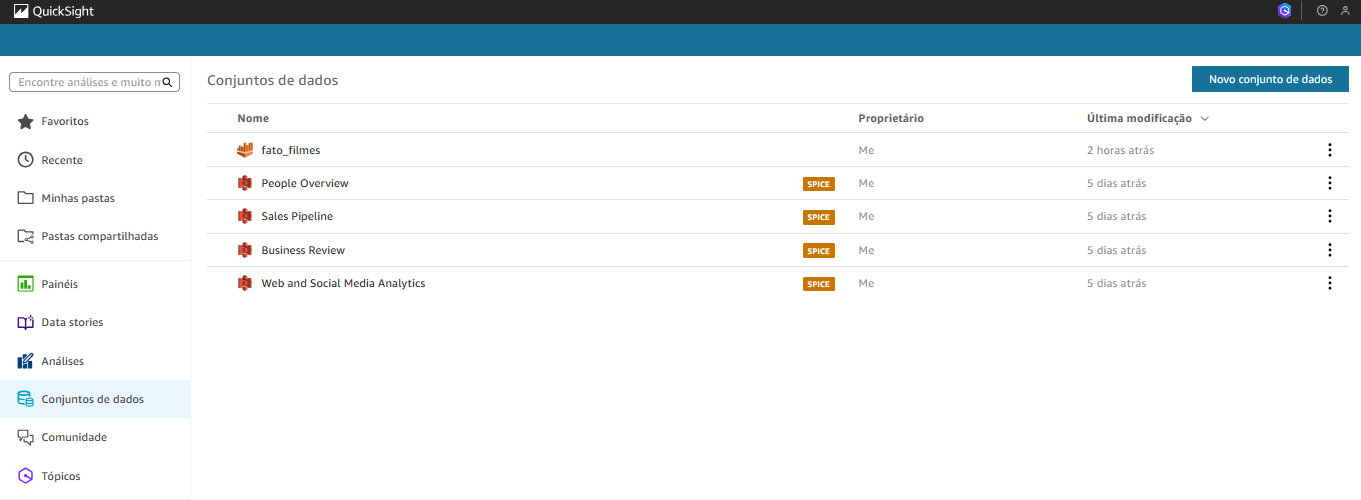 QuickSight
Encontre análises e muito m
Favoritos
Recente
Minhas pastas
Pastas compartilhadas
Painéis
Data stories
Análises
Conjuntos de dados
Comunidade
Tópicos
Conjuntos de dados
Novo conjunto de dados
Nome Proprietário Última modificação
fato_filmes Me 2 horas atrás
People Overview SPICE Me 5 dias atrás
Sales Pipeline SPICE Me 5 dias atrás
Business Review SPICE Me 5 dias atrás
Web and Social Media Analytics SPICE Me 5 dias atrás